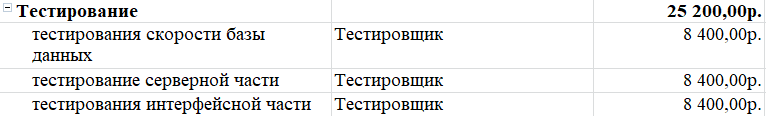 Тестирование 25 200,00р.
тестирования скорости базы Тестировщик 8 400,00р.
данных
тестирование серверной части Тестировщик 8 400,00р.
тестирования интерфейсной части Тестировщик 8 400,00р.